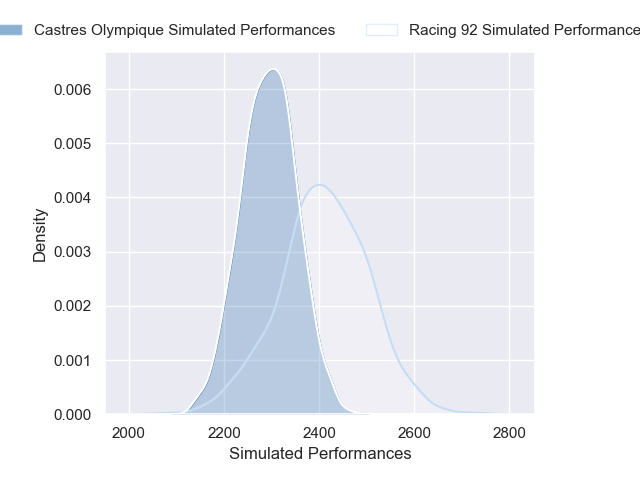 Castres Olympique Simulated Performances
Racing 92 Simulated Performance
0.006
0.005
0.004
0.003
0.002
0.001
0.000
Density
2000 2200 2400 2600 2800
Simulated Performances